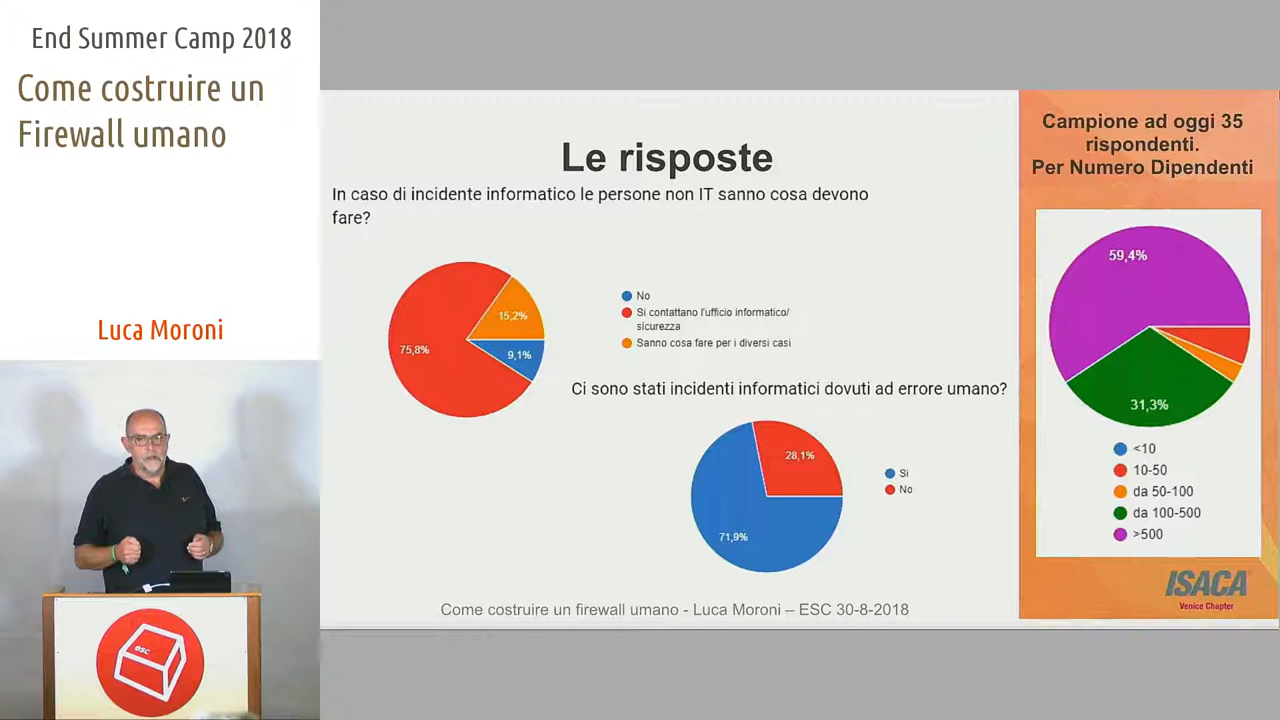 End Summer Camp 2018
Come costruire un
Firewall umano
Luca Moroni
esc
Le risposte
In caso di incidente informatico le persone non IT sanno cosa devono
fare?
15,2%
75,8%
9,1%
No
Si contattano l'ufficio informatico/
sicurezza
Sanno cosa fare per i diversi casi
Ci sono stati incidenti informatici dovuti ad errore umano?
28,1%
71,9%
Si
No
Come costruire un firewall umano - Luca Moroni – ESC 30-8-2018
Campione ad oggi 35
rispondenti.
Per Numero Dipendenti
59,4%
31,3%
<10
10-50
da 50-100
da 100-500
>500
ISACA
Venice Chapter